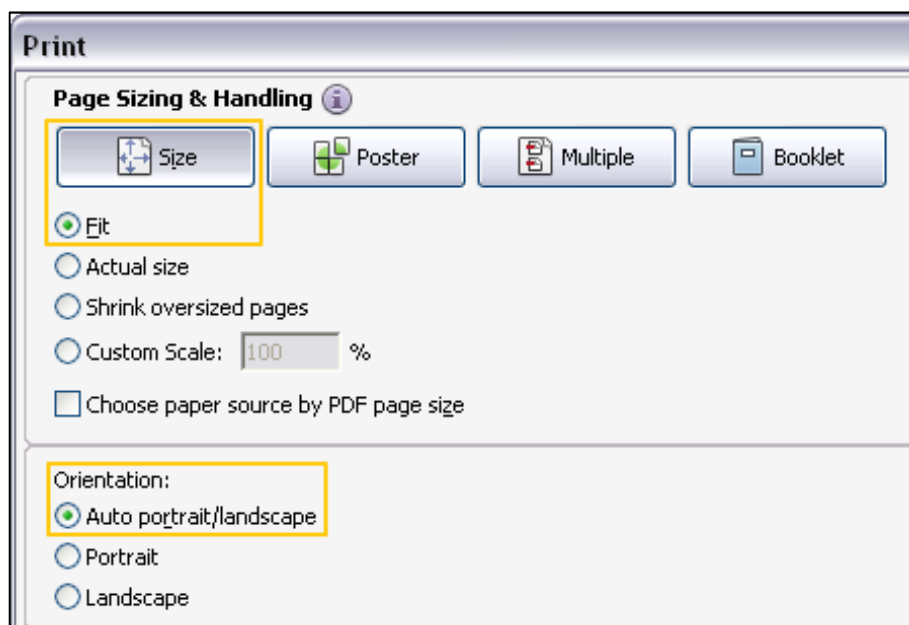 Print
Page Sizing & Handling
Size Poster Multiple Booklet
Fit
Actual size
Shrink oversized pages
Custom Scale: 100 %
Choose paper source by PDF page size
Orientation:
Auto portrait/landscape
Portrait
Landscape